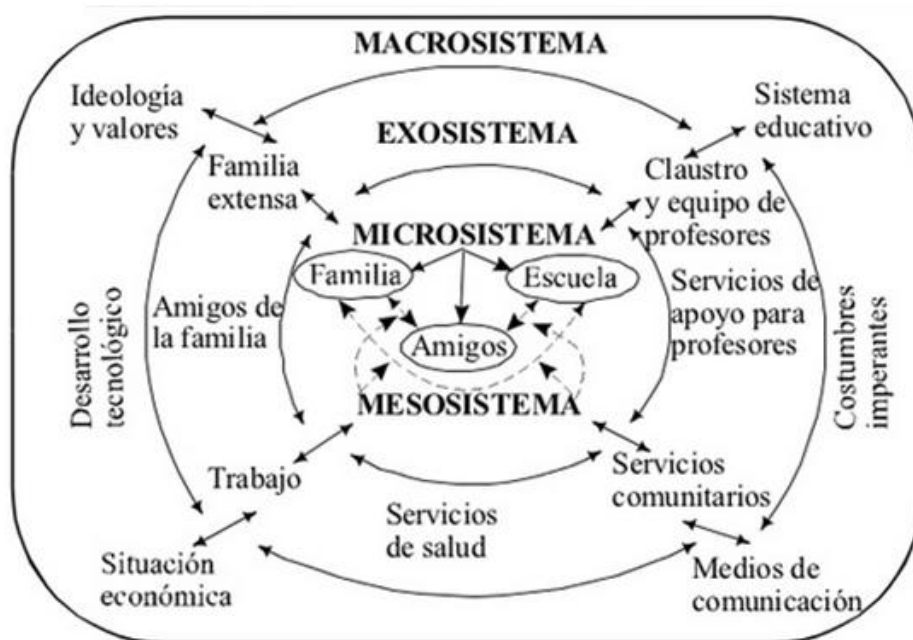 MACROSISTEMA
Ideología
y valores
Sistema
educativo
EXOSISTEMA
Familia
extensa
Claustro
y equipo de
profesores
MICROSISTEMA
Familia
Escuela
Amigos
Amigos de
la familia
Servicios de
apoyo para
profesores
Desarrollo
tecnológico
Costumbres
imperantes
MESOSISTEMA
Trabajo
Servicios
comunitarios
Servicios
de salud
Situación
económica
Medios de
comunicación